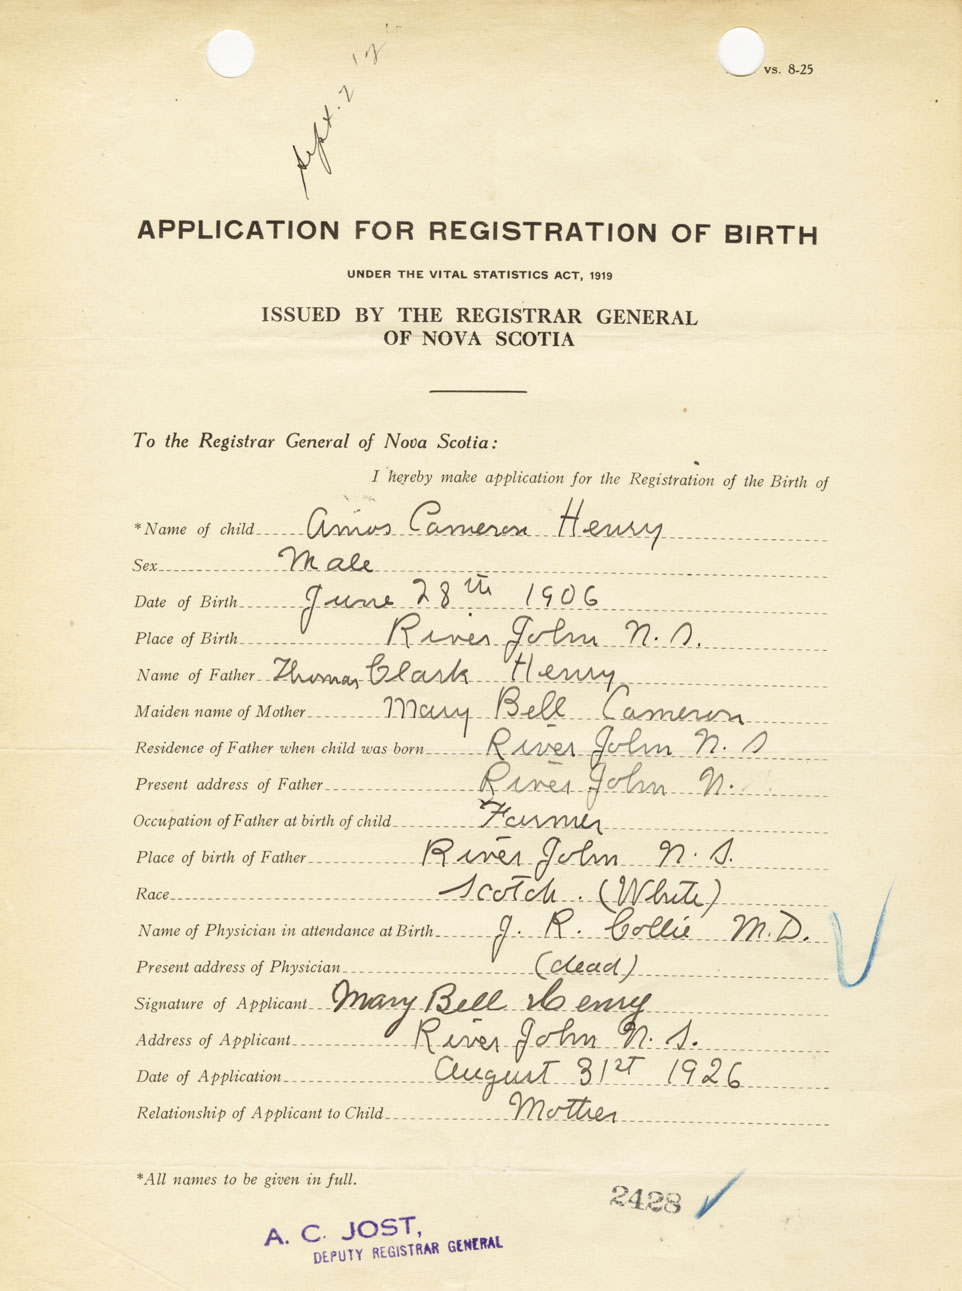 vs. 8-25
Sept. 2
APPLICATION FOR REGISTRATION OF BIRTH
UNDER THE VITAL STATISTICS ACT, 1919
ISSUED BY THE REGISTRAR GENERAL
OF NOVA SCOTIA
To the Registrar General of Nova Scotia:
I hereby make application for the Registration of the Birth of
*Name of child Amos Cameron Henry
Sex Male
Date of Birth June 28th 1906
Place of Birth River John N. S.
Name of Father Thomas Clark Henry
Maiden name of Mother Mary Bell Cameron
Residence of Father when child was born River John N. S
Present address of Father River John N.
Occupation of Father at birth of child Farmer
Place of birth of Father River John N. S.
Race Scotch. (White)
Name of Physician in attendance at Birth J. R. Collie M.D.
Present address of Physician (dead)
Signature of Applicant Mary Bell Henry
Address of Applicant River John N. S.
Date of Application August 31st 1926
Relationship of Applicant to Child Mother
*All names to be given in full.
2428
A. C. JOST,
DEPUTY REGISTRAR GENERAL